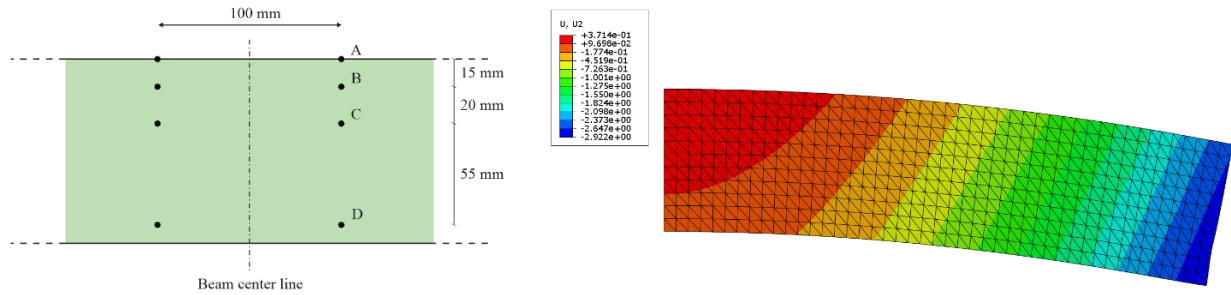 100 mm
A
15 mm
B
20 mm
C
55 mm
D
Beam center line
U, U2
+3.714e-01
+9.698e-02
-1.774e-01
-4.519e-01
-7.263e-01
-1.001e+00
-1.275e+00
-1.550e+00
-1.824e+00
-2.098e+00
-2.373e+00
-2.647e+00
-2.922e+00